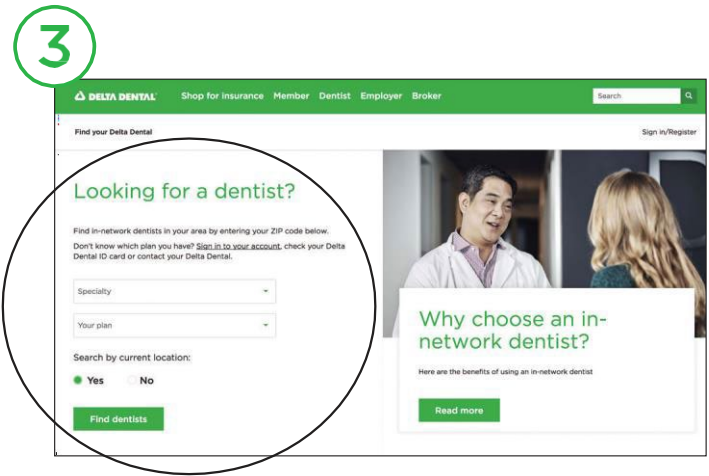 3
DELTA DENTAL
Shop for insurance Member Dentist Employer Broker
Search
Find your Delta Dental
Sign in/Register
Looking for a dentist?
Find in-network dentists in your area by entering your ZIP code below.
Don't know which plan you have? Sign in to your account, check your Delta
Dental ID card or contact your Delta Dental.
Specialty
Your plan
Search by current location:
Yes No
Find dentists
Why choose an in-
network dentist?
Here are the benefits of using an in-network dentist
Read more